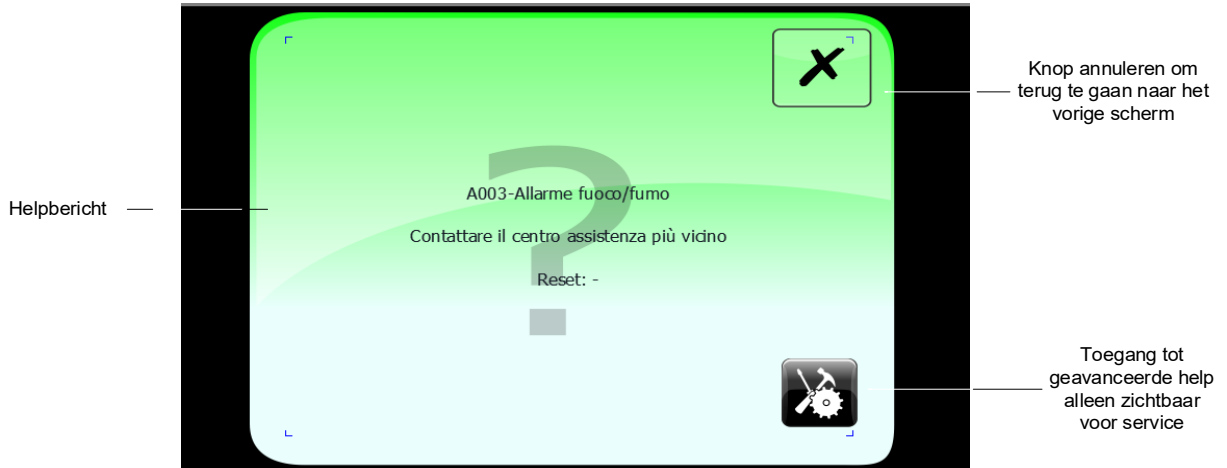 Knop annuleren om
terug te gaan naar het
vorige scherm
Helpbericht
A003-Allarme fuoco/fumo
Contattare il centro assistenza più vicino
Reset: -
Toegang tot
geavanceerde help
alleen zichtbaar
voor service